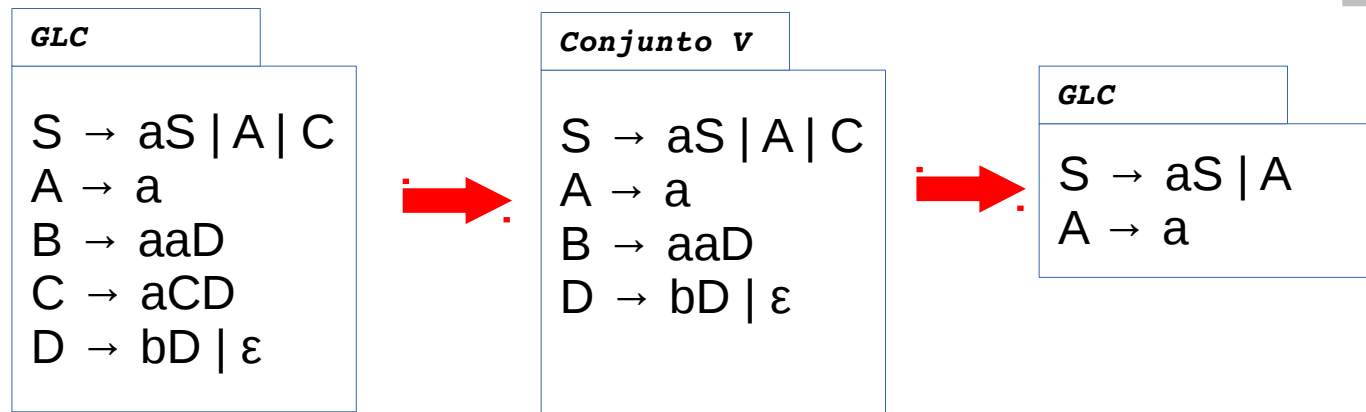 GLC
S → aS | A | C
A → a
B → aaD
C → aCD
D → bD | ε
Conjunto V
S → aS | A | C
A → a
B → aaD
D → bD | ε
GLC
S → aS | A
A → a